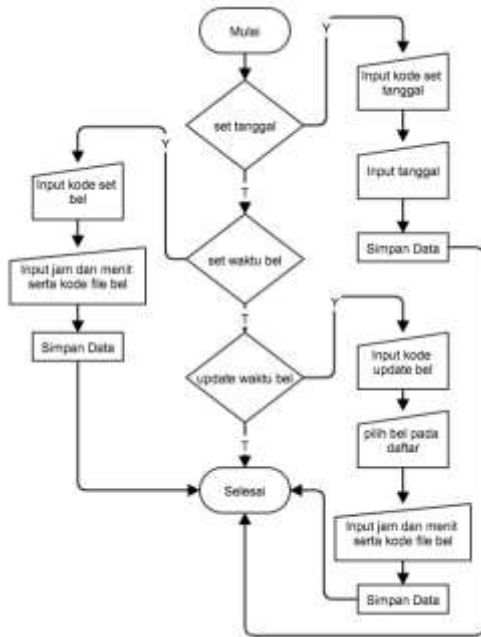 Mulai
Y
Input kode set
tanggal
set tanggal
Y
T
Input kode set
bel
Input tanggal
Simpan Data
set waktu bel
Input jam dan menit
serta kode file bel
T
Y
Simpan Data
Input kode
update bel
update waktu bel
pilih bel pada
daftar
T
Selesai
Input jam dan menit
serta kode file bel
Simpan Data